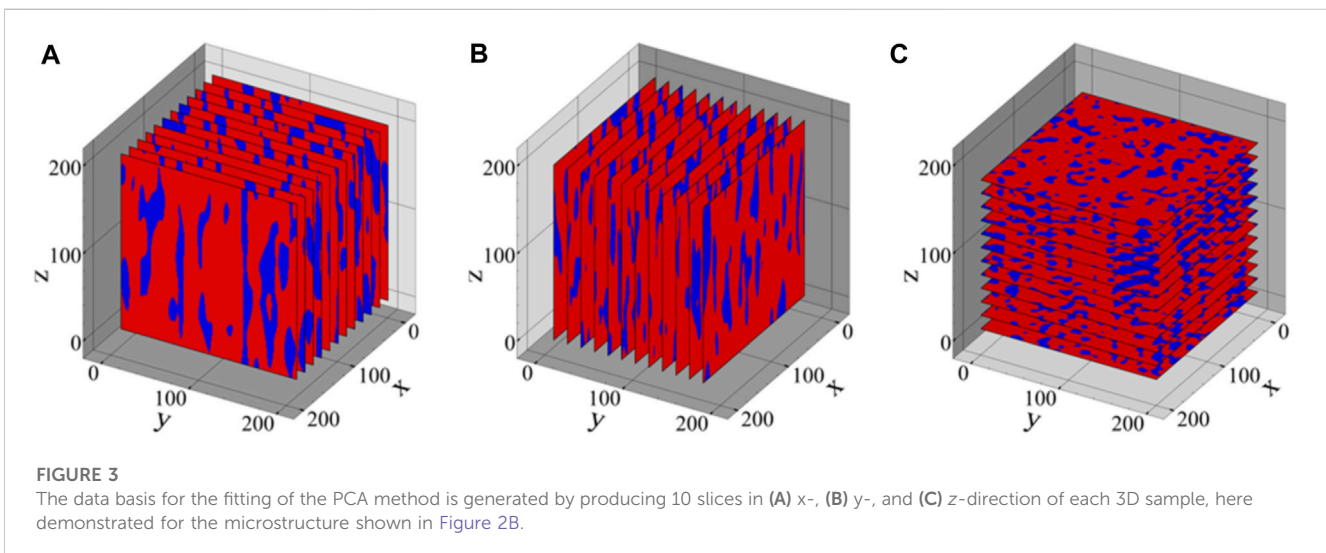 A
B
C
200
100
0
z
0
100
200
y
200
100
0
x
200
100
0
z
0
100
200
y
200
100
0
x
200
100
0
z
0
100
200
y
200
100
0
x
FIGURE 3
The data basis for the fitting of the PCA method is generated by producing 10 slices in (A) x-, (B) y-, and (C) z-direction of each 3D sample, here
demonstrated for the microstructure shown in Figure 2B.